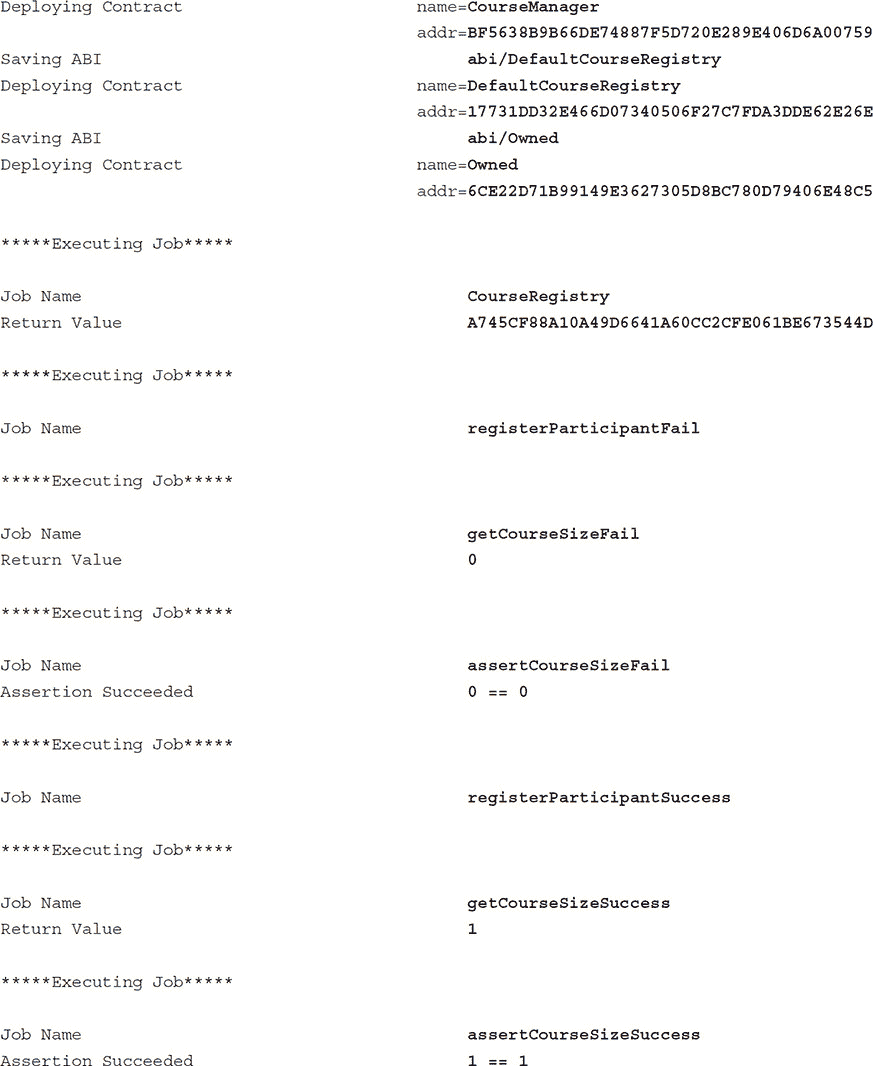 Deploying Contract name=CourseManager
addr=BF5638B9B66DE74887F5D720E289E406D6A00759
Saving ABI abi/DefaultCourseRegistry
Deploying Contract name=DefaultCourseRegistry
addr=17731DD32E466D07340506F27C7FDA3DDE62E26E
Saving ABI abi/Owned
Deploying Contract name=Owned
addr=6CE22D71B99149E3627305D8BC780D79406E48C5
*****Executing Job*****
Job Name CourseRegistry
Return Value A745CF88A10A49D6641A60CC2CFE061BE673544D
*****Executing Job*****
Job Name registerParticipantFail
*****Executing Job*****
Job Name getCourseSizeFail
Return Value 0
*****Executing Job*****
Job Name assertCourseSizeFail
Assertion Succeeded 0 == 0
*****Executing Job*****
Job Name registerParticipantSuccess
*****Executing Job*****
Job Name getCourseSizeSuccess
Return Value 1
*****Executing Job*****
Job Name assertCourseSizeSuccess
Assertion Succeeded 1 == 1